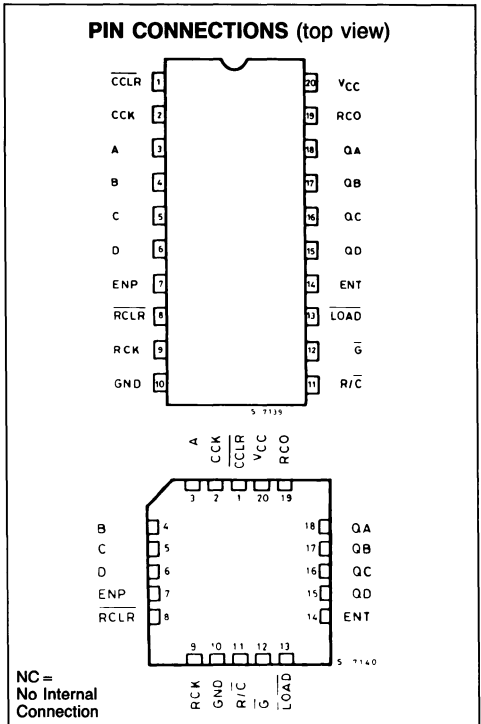 PIN CONNECTIONS (top view)
CCLR 1 20 VCC
CCK 2 19 RCO
A 3 18 QA
B 4 17 QB
C 5 16 QC
D 6 15 QD
ENP 7 14 ENT
RCLR 8 13 LOAD
RCK 9 12 G
GND 10 11 R/C
S 7139
A CCK CCLR VCC RCO
3 2 1 20 19
B 4 18 QA
C 5 17 QB
D 6 16 QC
ENP 7 15 QD
RCLR 8 14 ENT
9 10 11 12 13
S 7140
RCK GND R/C G LOAD
NC =
No Internal
Connection